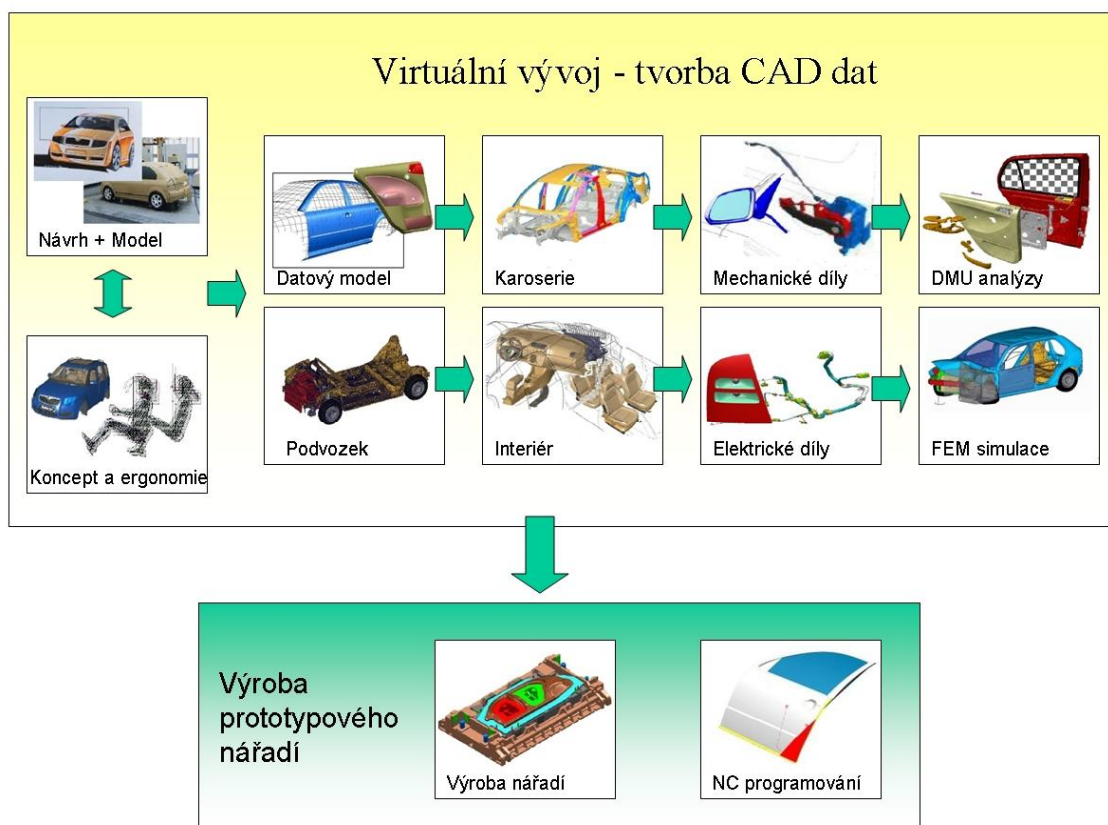 Virtuální vývoj - tvorba CAD dat
Návrh + Model
Datový model
Karoserie
Mechanické díly
DMU analýzy
Koncept a ergonomie
Podvozek
Interiér
Elektrické díly
FEM simulace
Výroba
prototypového
nářadí
Výroba nářadí
NC programování